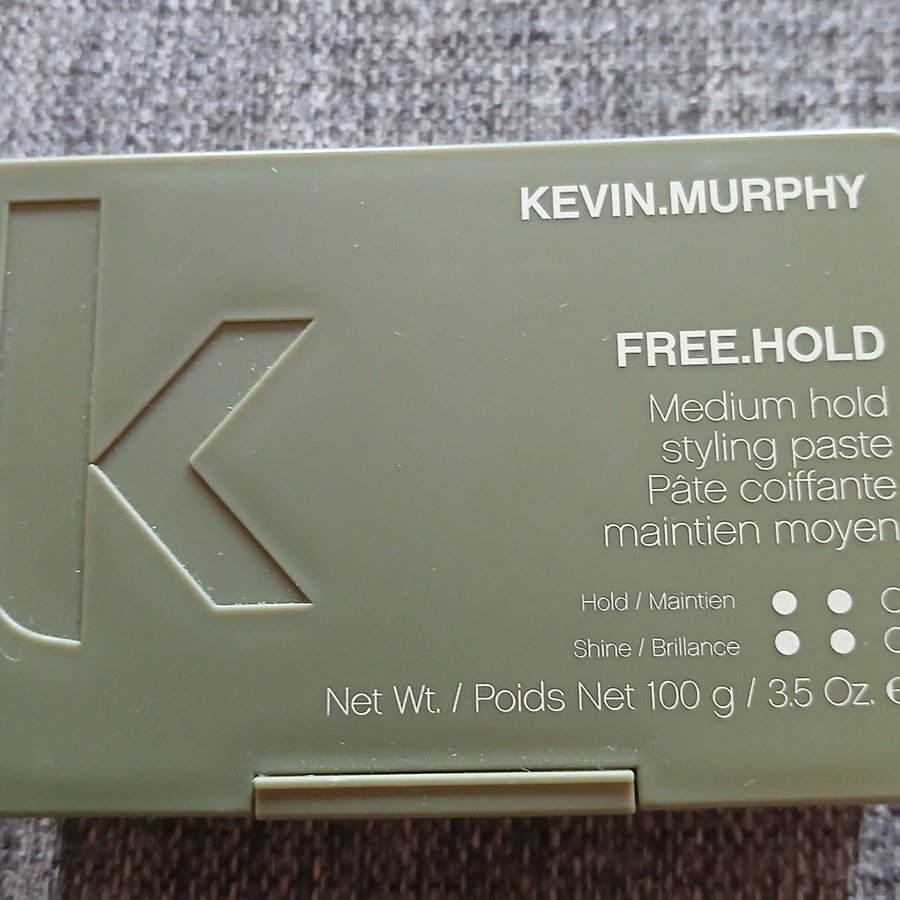 KEVIN.MURPHY
FREE.HOLD
Medium hold
styling paste
Pâte coiffante
maintien moyen
Hold / Maintien
Shine / Brillance
Net Wt. / Poids Net 100 g / 3.5 Oz. e